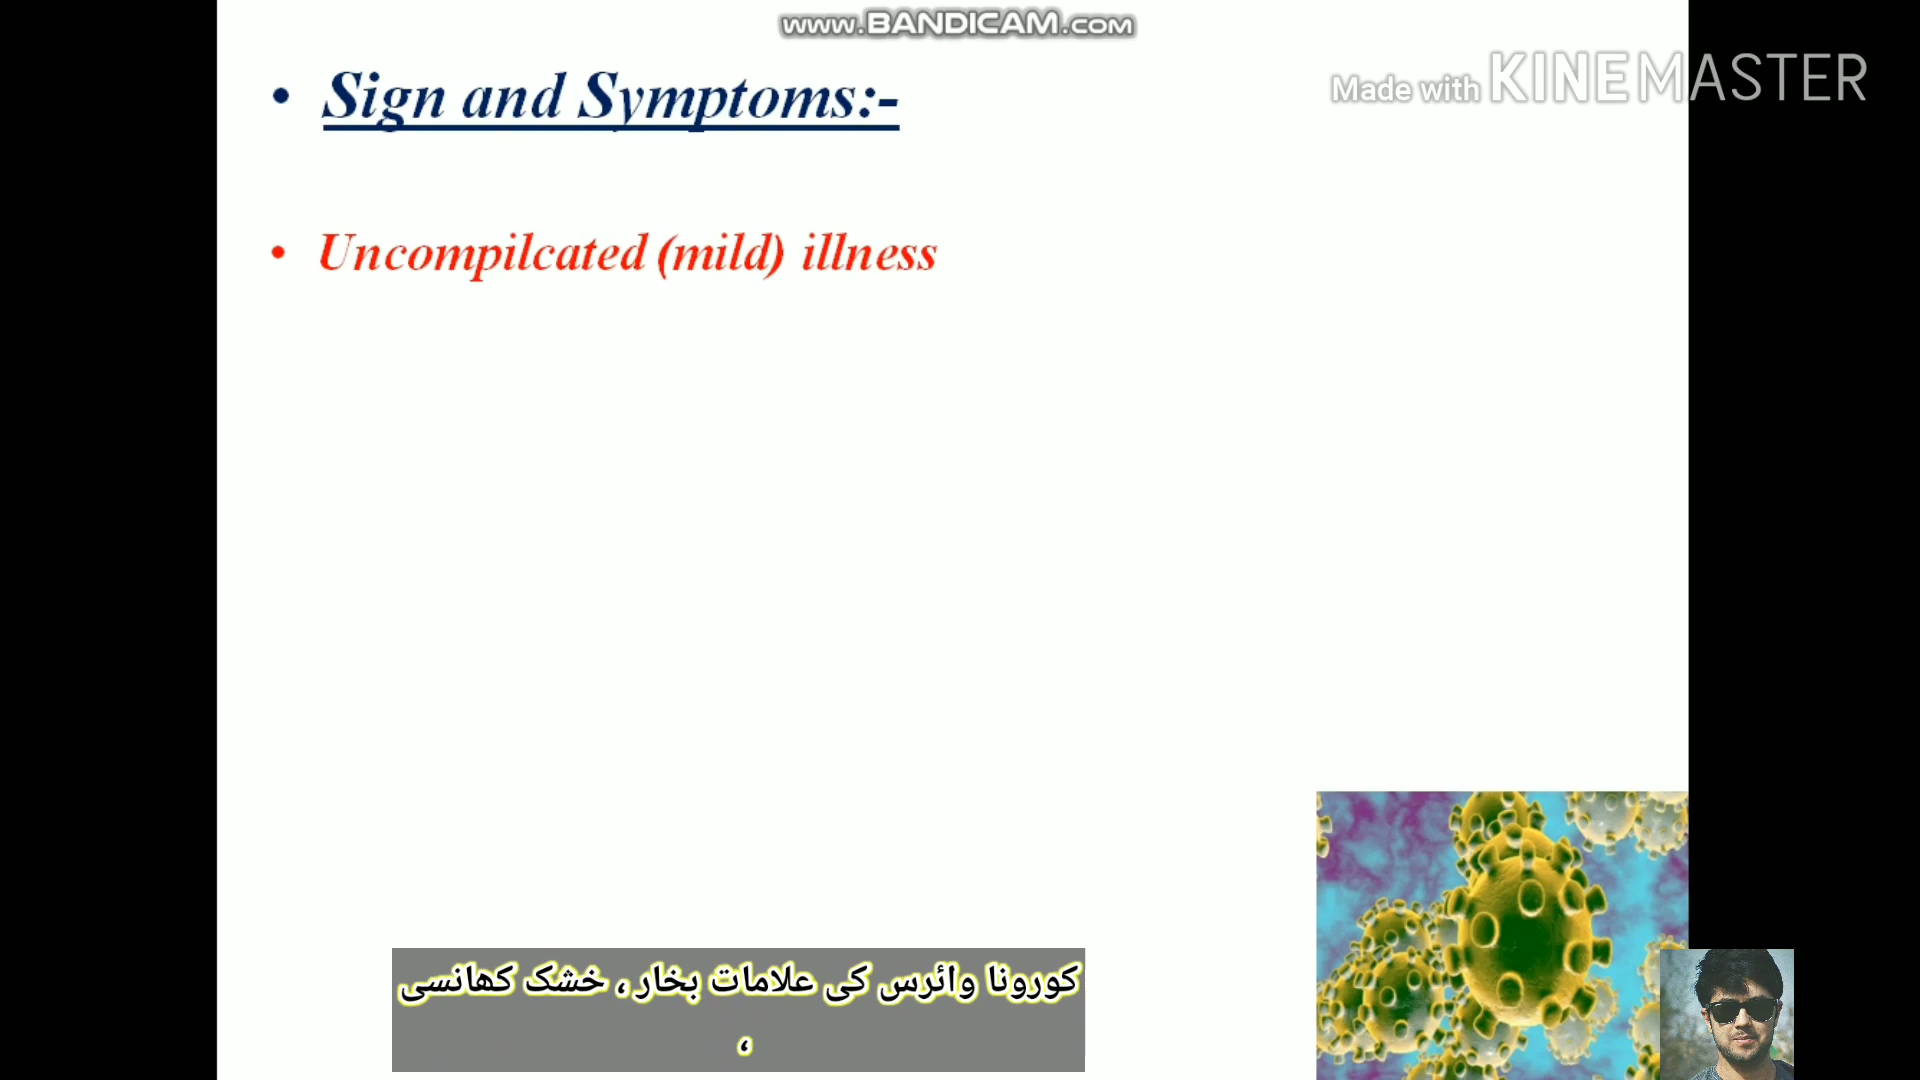 www.BANDICAM.com
Made with KINEMASTER
• Sign and Symptoms:-
• Uncompilcated (mild) illness
کورونا وائرس کی علامات بخار ، خشک کھانسی
،